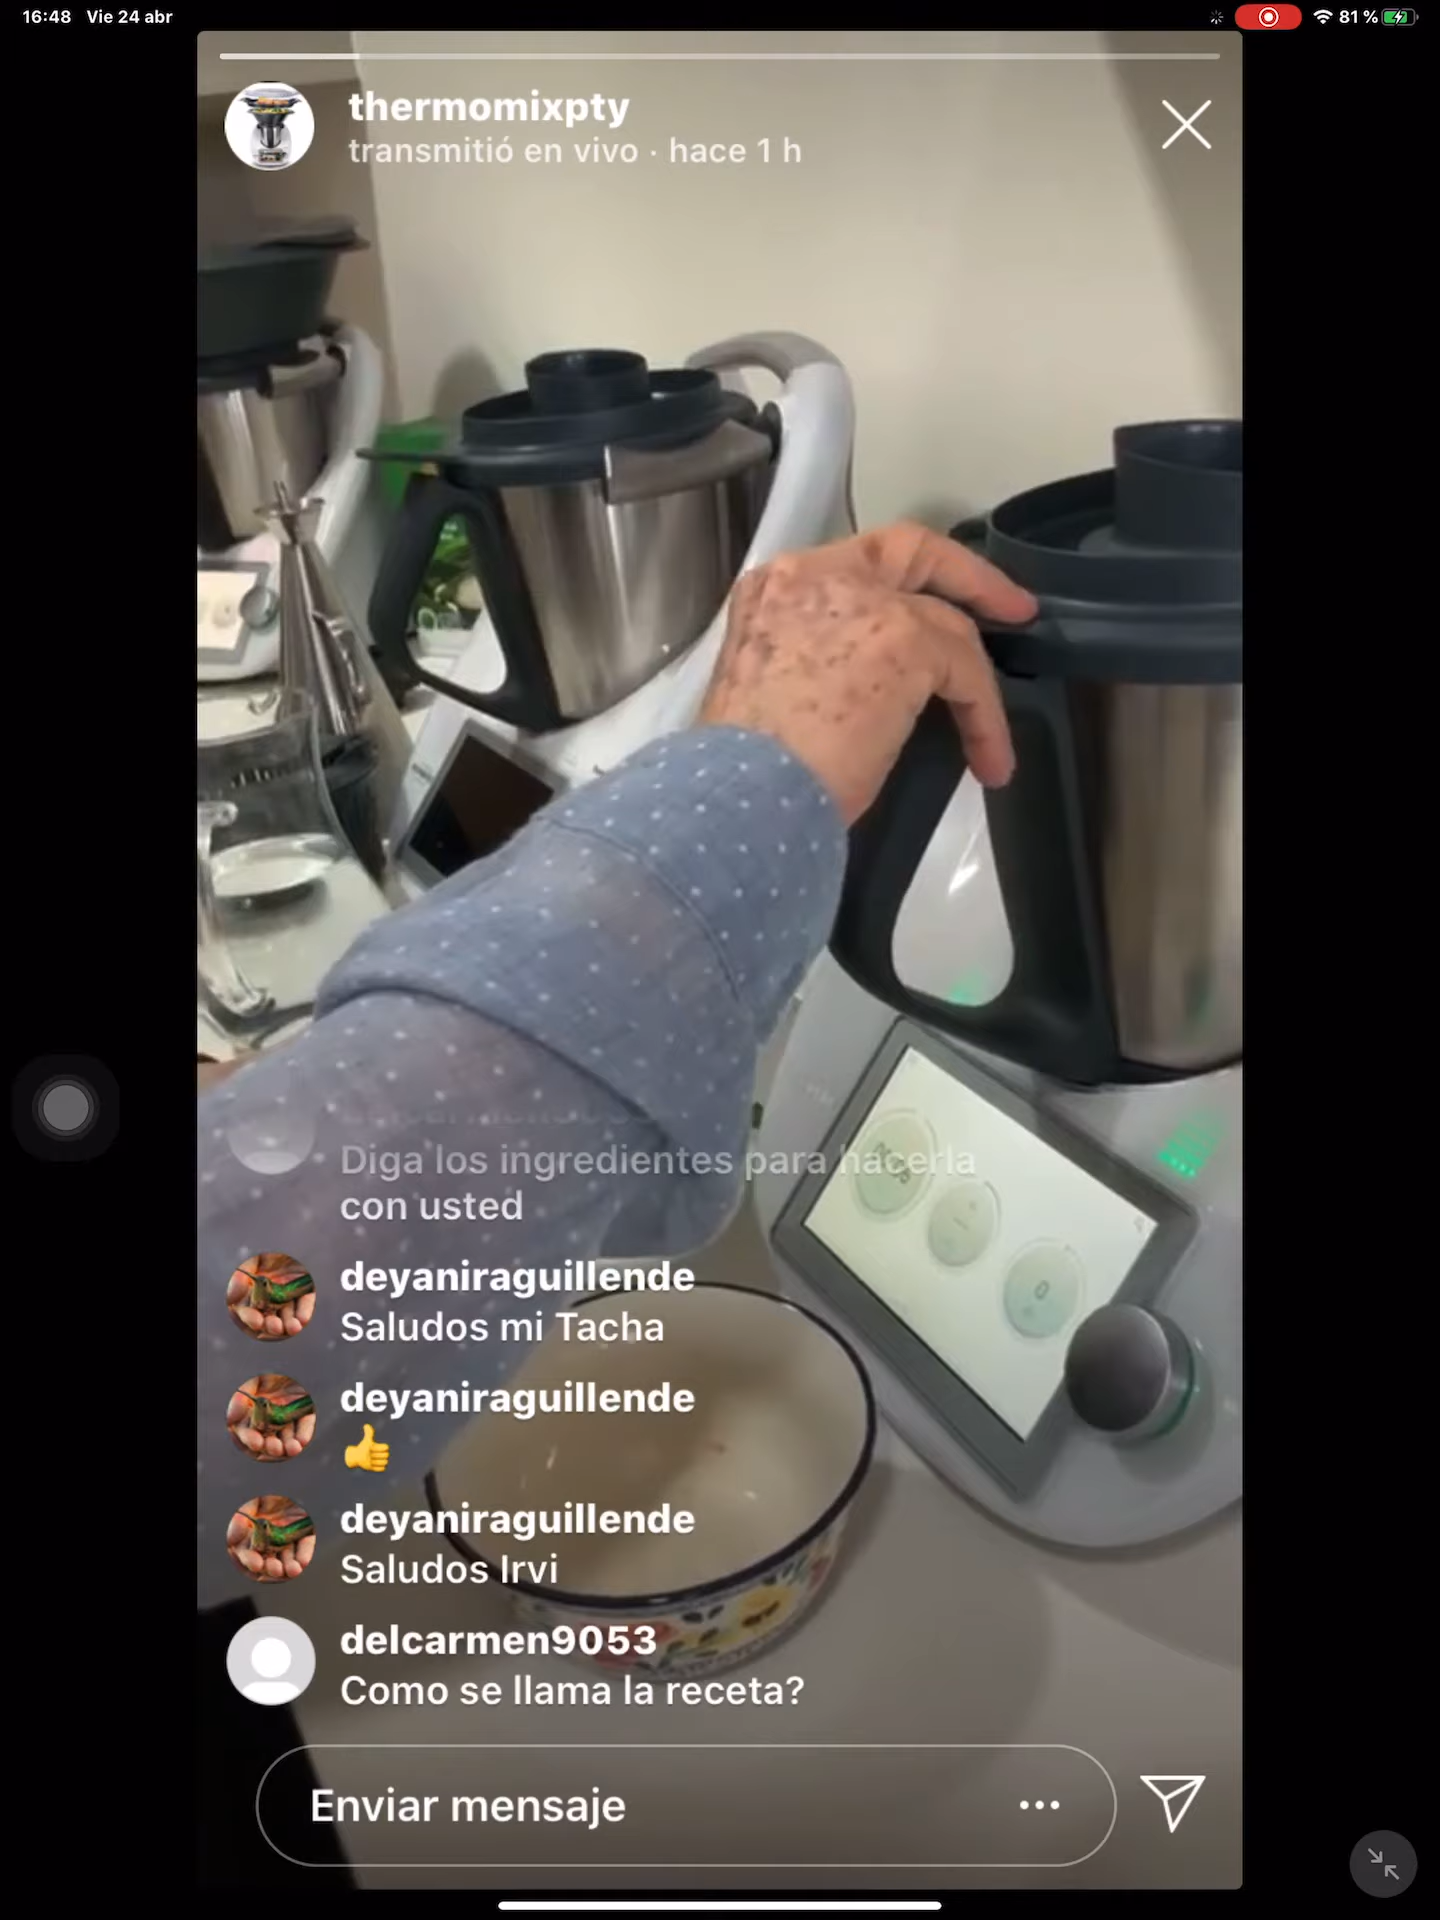 16:48 Vie 24 abr
81 %
thermomixpty
transmitió en vivo · hace 1 h
Diga los ingredientes para hacerla
con usted
deyaniraguillende
Saludos mi Tacha
deyaniraguillende
👍
deyaniraguillende
Saludos Irvi
delcarmen9053
Como se llama la receta?
Enviar mensaje